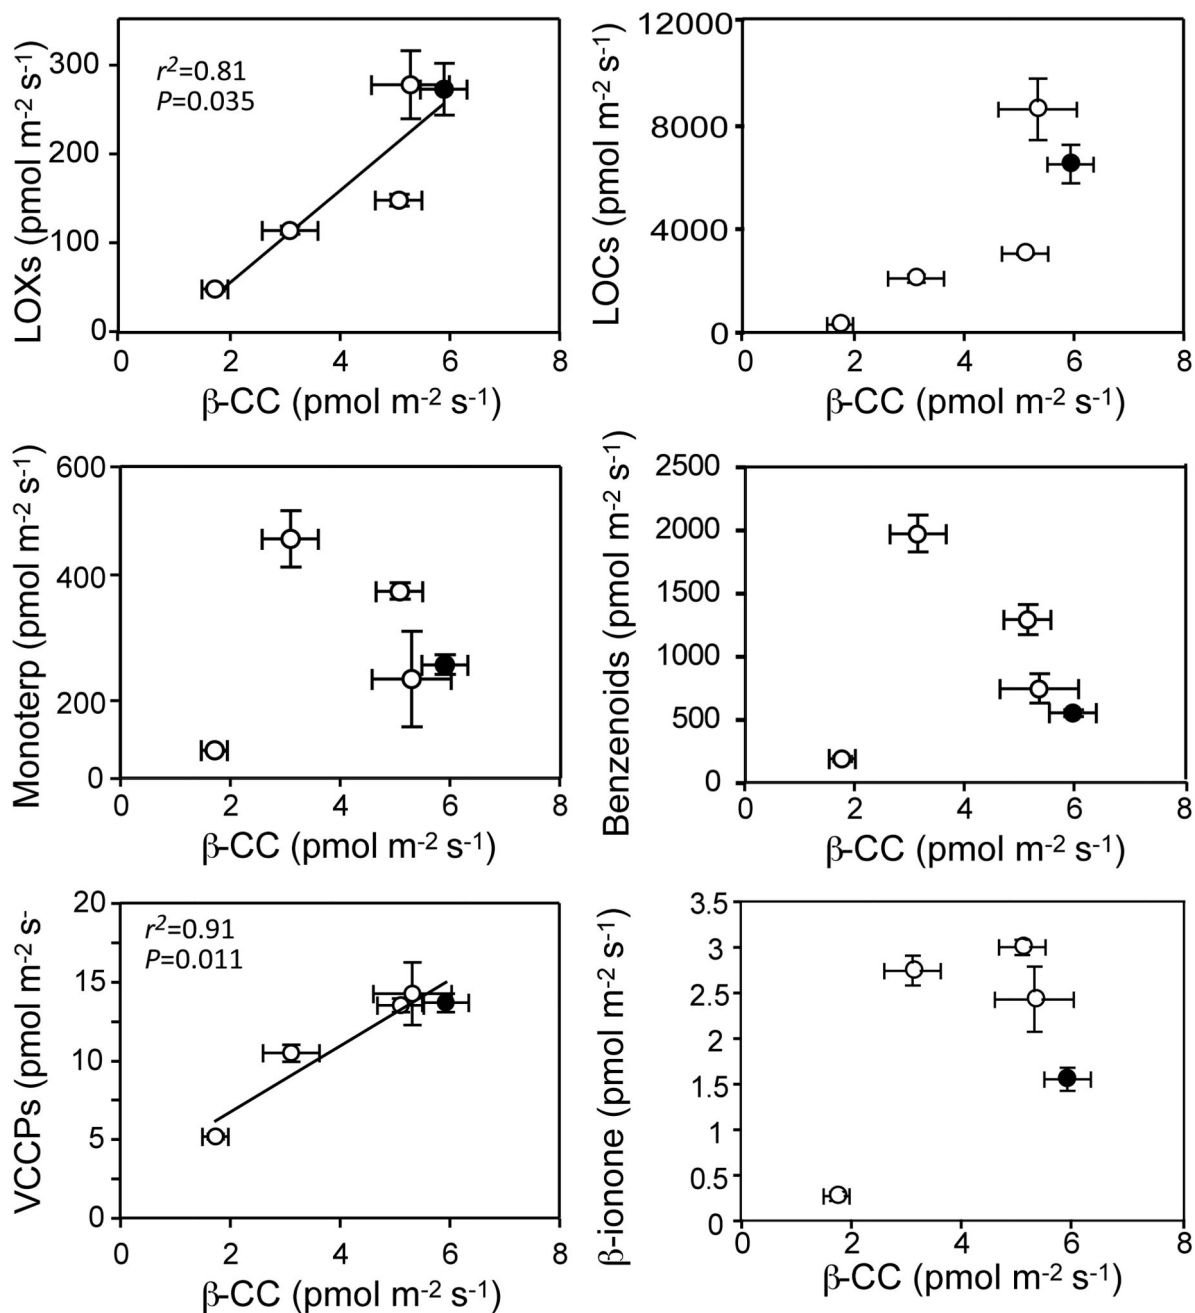 LOXs (pmol m-2 s-1)
300
200
100
0
r2=0.81
P=0.035
0 2 4 6 8
β-CC (pmol m-2 s-1)
LOCs (pmol m-2 s-1)
12000
8000
4000
0
0 2 4 6 8
β-CC (pmol m-2 s-1)
Monoterp (pmol m-2 s-1)
600
400
200
0
0 2 4 6 8
β-CC (pmol m-2 s-1)
Benzenoids (pmol m-2 s-1)
2500
2000
1500
1000
500
0
0 2 4 6 8
β-CC (pmol m-2 s-1)
VCCPs (pmol m-2 s-
20
15
10
5
0
r2=0.91
P=0.011
0 2 4 6 8
β-CC (pmol m-2 s-1)
β-ionone (pmol m-2 s-1)
3.5
3
2.5
2
1.5
1
0.5
0
0 2 4 6 8
β-CC (pmol m-2 s-1)